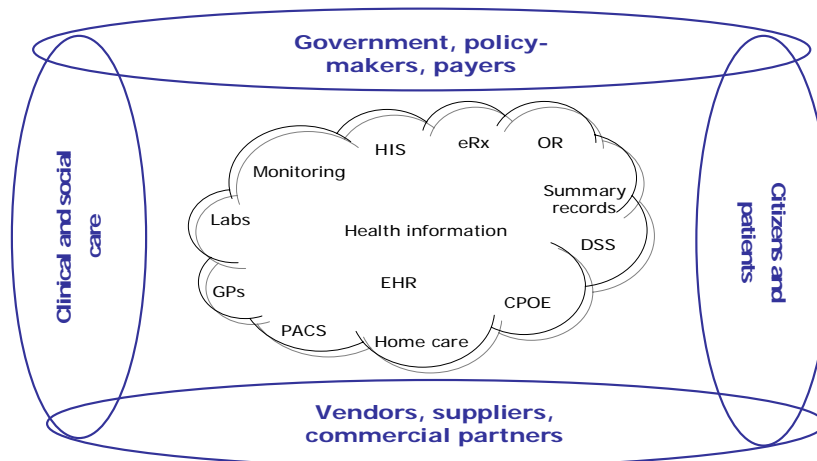 Government, policy-
makers, payers
Clinical and social
care
HIS
eRx
OR
Monitoring
Summary
records
Labs
Health information
DSS
EHR
GPs
CPOE
PACS
Home care
Citizens and
patients
Vendors, suppliers,
commercial partners